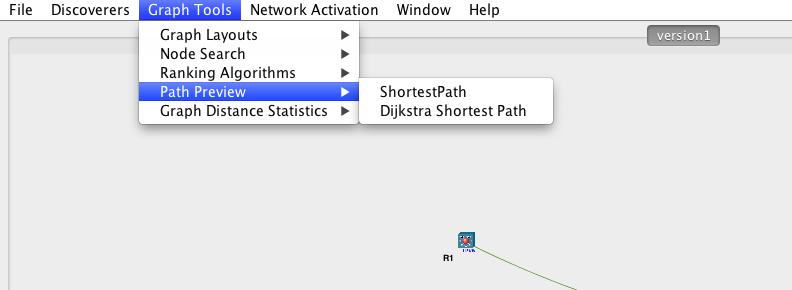 File Discoverers Graph Tools Network Activation Window Help
version1
Graph Layouts
Node Search
Ranking Algorithms
Path Preview
Graph Distance Statistics
ShortestPath
Dijkstra Shortest Path
R1